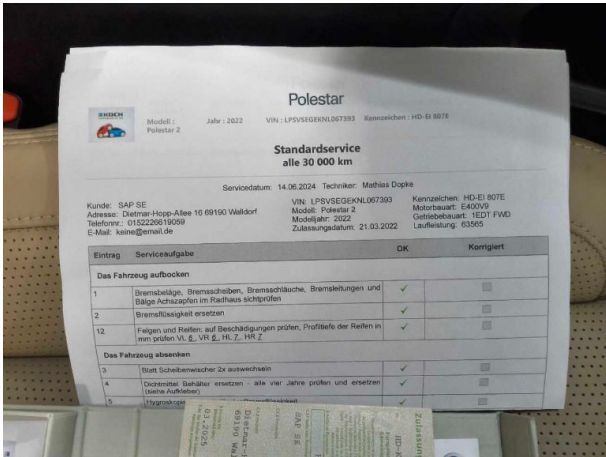 Polestar
KOCH
Modell : Jahr : 2022 VIN : LPSVSEGEKNL067393 Kennzeichen : HD-EI 807E
Polestar 2
Standardservice
alle 30 000 km
Servicedatum: 14.06.2024 Techniker: Mathias Dopke
Kunde: SAP SE VIN: LPSVSEGEKNL067393 Kennzeichen: HD-EI 807E
Adresse: Dietmar-Hopp-Allee 16 69190 Walldorf Modell: Polestar 2 Motorbauart: E400V9
Telefonnr.: 0152226619059 Modelljahr: 2022 Getriebebauart: 1EDT FWD
E-Mail: keine@email.de Zulassungsdatum: 21.03.2022 Laufleistung: 63565
Eintrag Serviceaufgabe OK Korrigiert
Das Fahrzeug aufbocken
1 Bremsbeläge, Bremsscheiben, Bremsschläuche, Bremsleitungen und
Bälge Achszapfen im Radhaus sichtprüfen
2 Bremsflüssigkeit ersetzen
12 Felgen und Reifen: auf Beschädigungen prüfen, Profiltiefe der Reifen in
mm prüfen VL 6 , VR 6 , HL 7 , HR 7
Das Fahrzeug absenken
3 Blatt Scheibenwischer 2x auswechseln
4 Dichtmittel Behälter ersetzen - alle vier Jahre prüfen und ersetzen
(siehe Aufkleber)
5
03.2025
69190
SAP SE